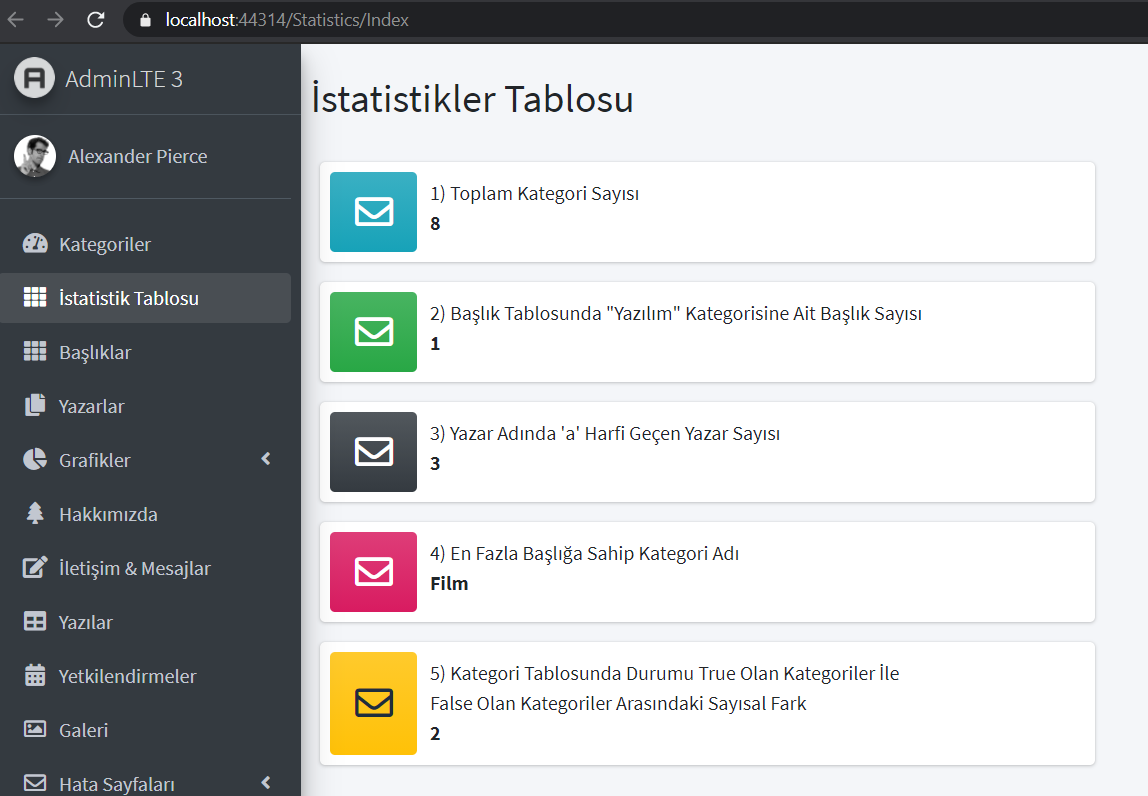 localhost:44314/Statistics/Index
AdminLTE 3
Alexander Pierce
Kategoriler
İstatistik Tablosu
Başlıklar
Yazarlar
Grafikler
Hakkımızda
İletişim & Mesajlar
Yazılar
Yetkilendirmeler
Galeri
Hata Sayfaları
İstatistikler Tablosu
1) Toplam Kategori Sayısı
8
2) Başlık Tablosunda "Yazılım" Kategorisine Ait Başlık Sayısı
1
3) Yazar Adında 'a' Harfi Geçen Yazar Sayısı
3
4) En Fazla Başlığa Sahip Kategori Adı
Film
5) Kategori Tablosunda Durumu True Olan Kategoriler İle
False Olan Kategoriler Arasındaki Sayısal Fark
2